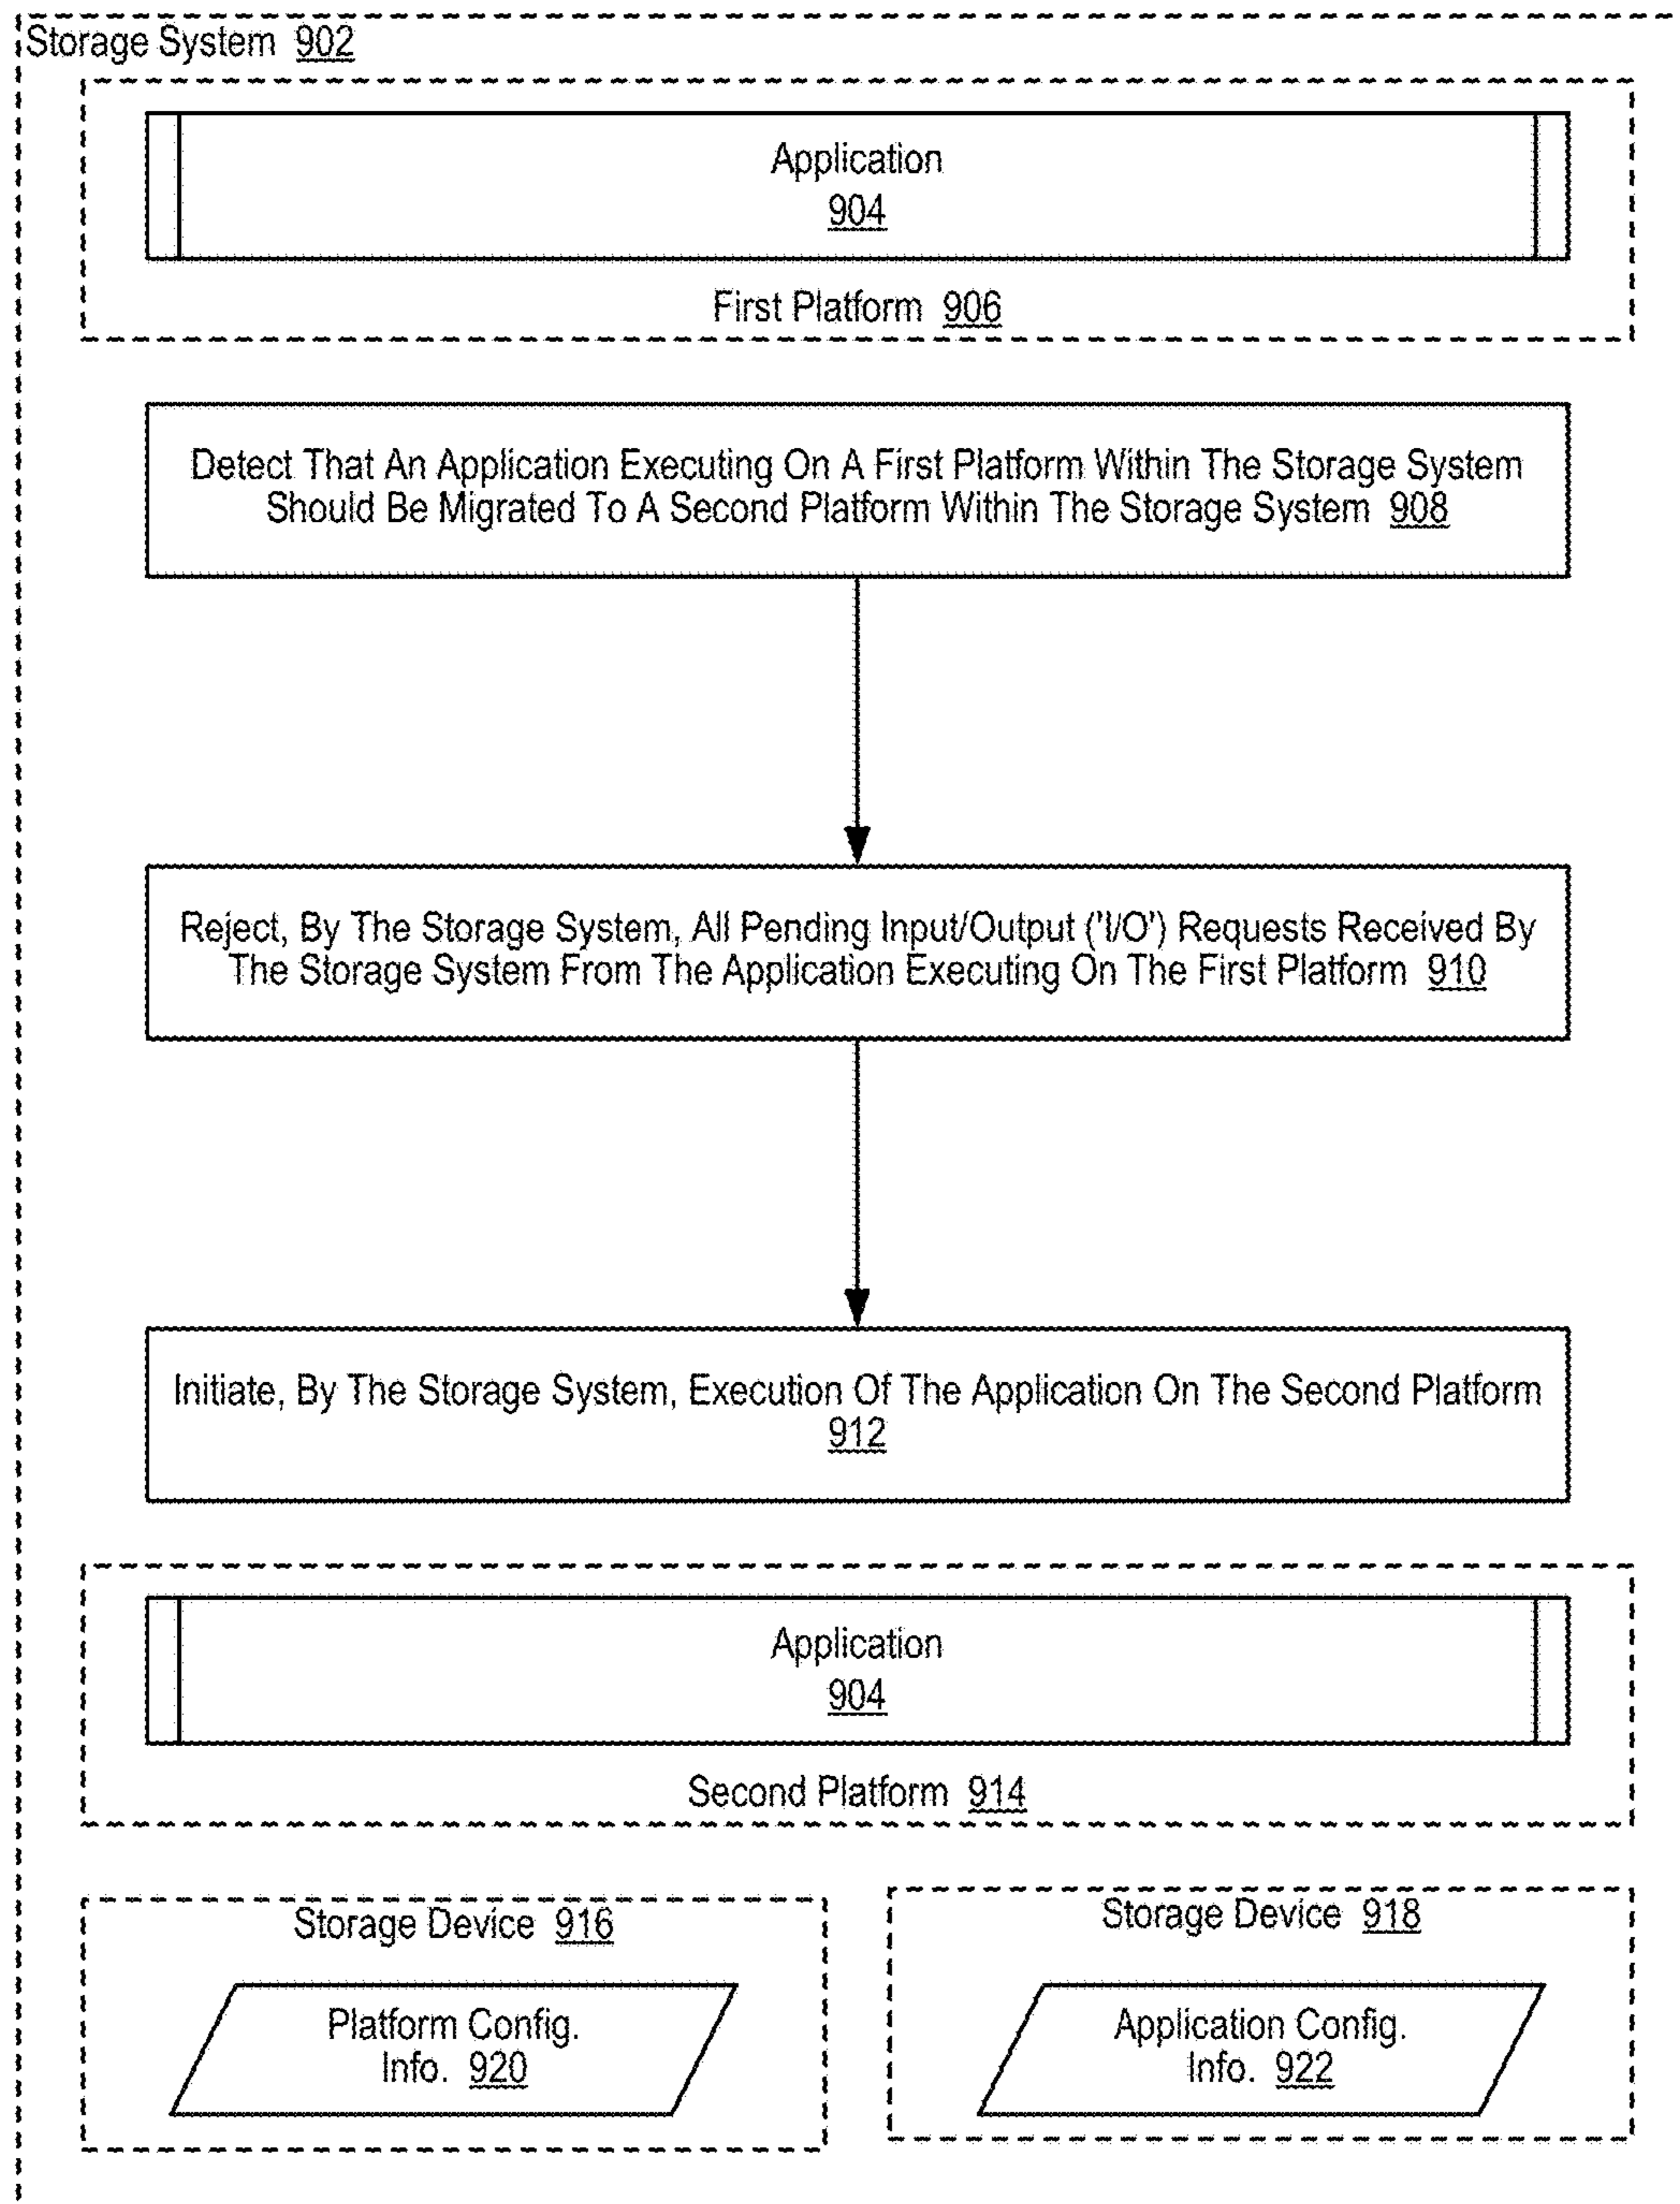 Storage System 902
Application
904
First Platform 906
Detect That An Application Executing On A First Platform Within The Storage System
Should Be Migrated To A Second Platform Within The Storage System 908
Reject, By The Storage System, All Pending Input/Output ('I/O') Requests Received By
The Storage System From The Application Executing On The First Platform 910
Initiate, By The Storage System, Execution Of The Application On The Second Platform
912
Application
904
Second Platform 914
Storage Device 916
Platform Config.
Info. 920
Storage Device 918
Application Config.
Info. 922